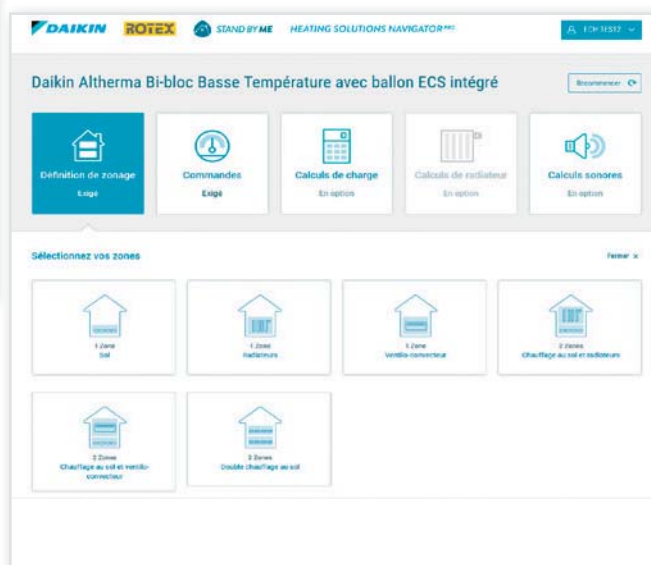 DAIKIN
ROTEX
STAND BY ME
HEATING SOLUTIONS NAVIGATOR PRO
Daikin Altherma Bi-bloc Basse Température avec ballon ECS intégré
Recommencer
Définition de zonage
Exigé
Commandes
Exigé
Calculs de charge
En option
Calculs de radiateur
En option
Calculs sonores
En option
Sélectionnez vos zones
Fermer x
1 Zone
Sol
1 Zone
Radiateurs
1 Zone
Ventilo-convecteur
2 Zones
Chauffage au sol et radiateurs
2 Zones
Chauffage au sol et ventilo-
convecteur
2 Zones
Double chauffage au sol